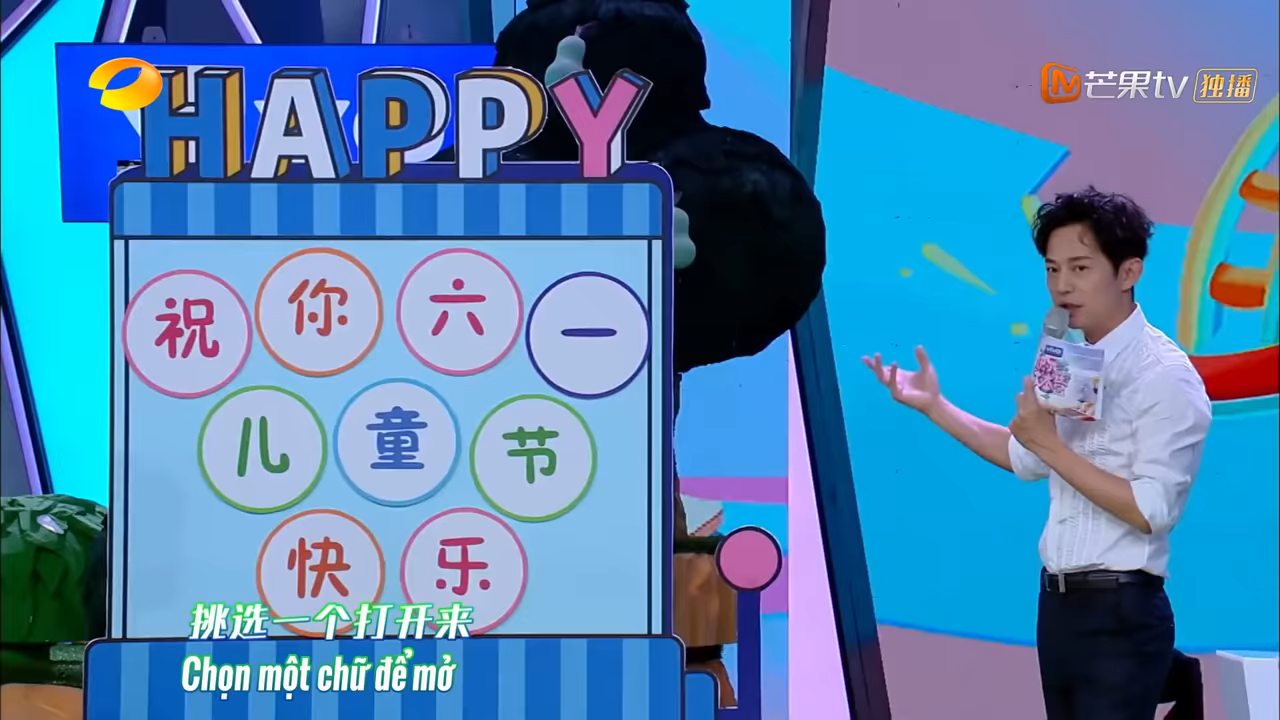 HAPPY
芒果tv 独播
祝你六一
儿童节
快乐
挑选一个打开来
Chọn một chữ để mở